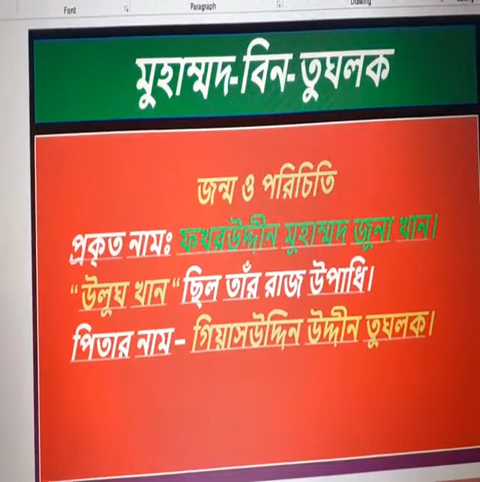 Font
Paragraph
Drawing
মুহাম্মদ-বিন-তুঘলক
জন্ম ও পরিচিতি
প্রকৃত নামঃ ফখরউদ্দীন মুহাম্মদ জুনা খান।
“উলুঘ খান“ ছিল তাঁর রাজ উপাধি।
পিতার নাম- গিয়াসউদ্দিন উদ্দীন তুঘলক।